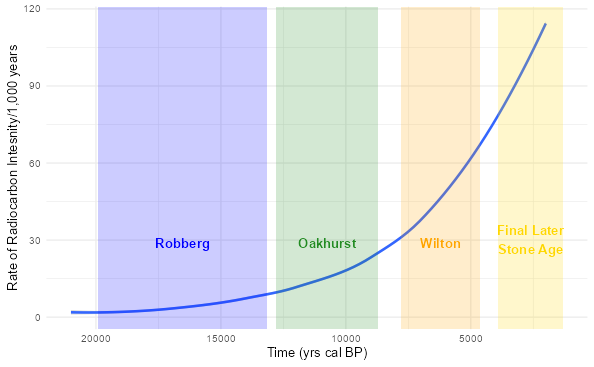 120
90
60
30
0
Rate of Radiocarbon Intesnity/1,000 years
Robberg
Oakhurst
Wilton
Final Later
Stone Age
20000
15000
10000
5000
Time (yrs cal BP)